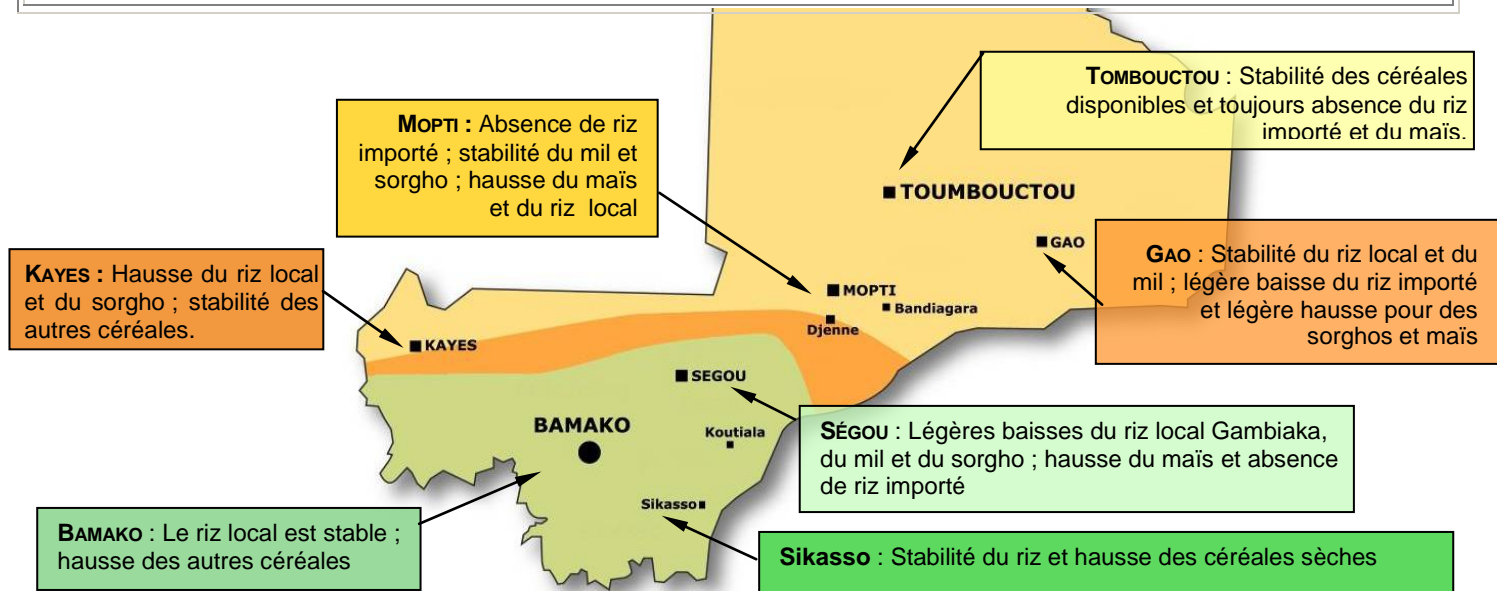 TOMBOUCTOU : Stabilité des céréales
disponibles et toujours absence du riz
importé et du maïs.
MOPTI : Absence de riz
importé ; stabilité du mil et
sorgho ; hausse du maïs
et du riz local
TOUMBOUCTOU
GAO
GAO : Stabilité du riz local et du
mil ; légère baisse du riz importé
et légère hausse pour des
sorghos et maïs
KAYES : Hausse du riz local
et du sorgho ; stabilité des
autres céréales.
MOPTI
Bandiagara
Djenne
KAYES
SEGOU
BAMAKO
Koutiala
SÉGOU : Légères baisses du riz local Gambiaka,
du mil et du sorgho ; hausse du maïs et absence
de riz importé
Sikasso
BAMAKO : Le riz local est stable ;
hausse des autres céréales
Sikasso : Stabilité du riz et hausse des céréales sèches